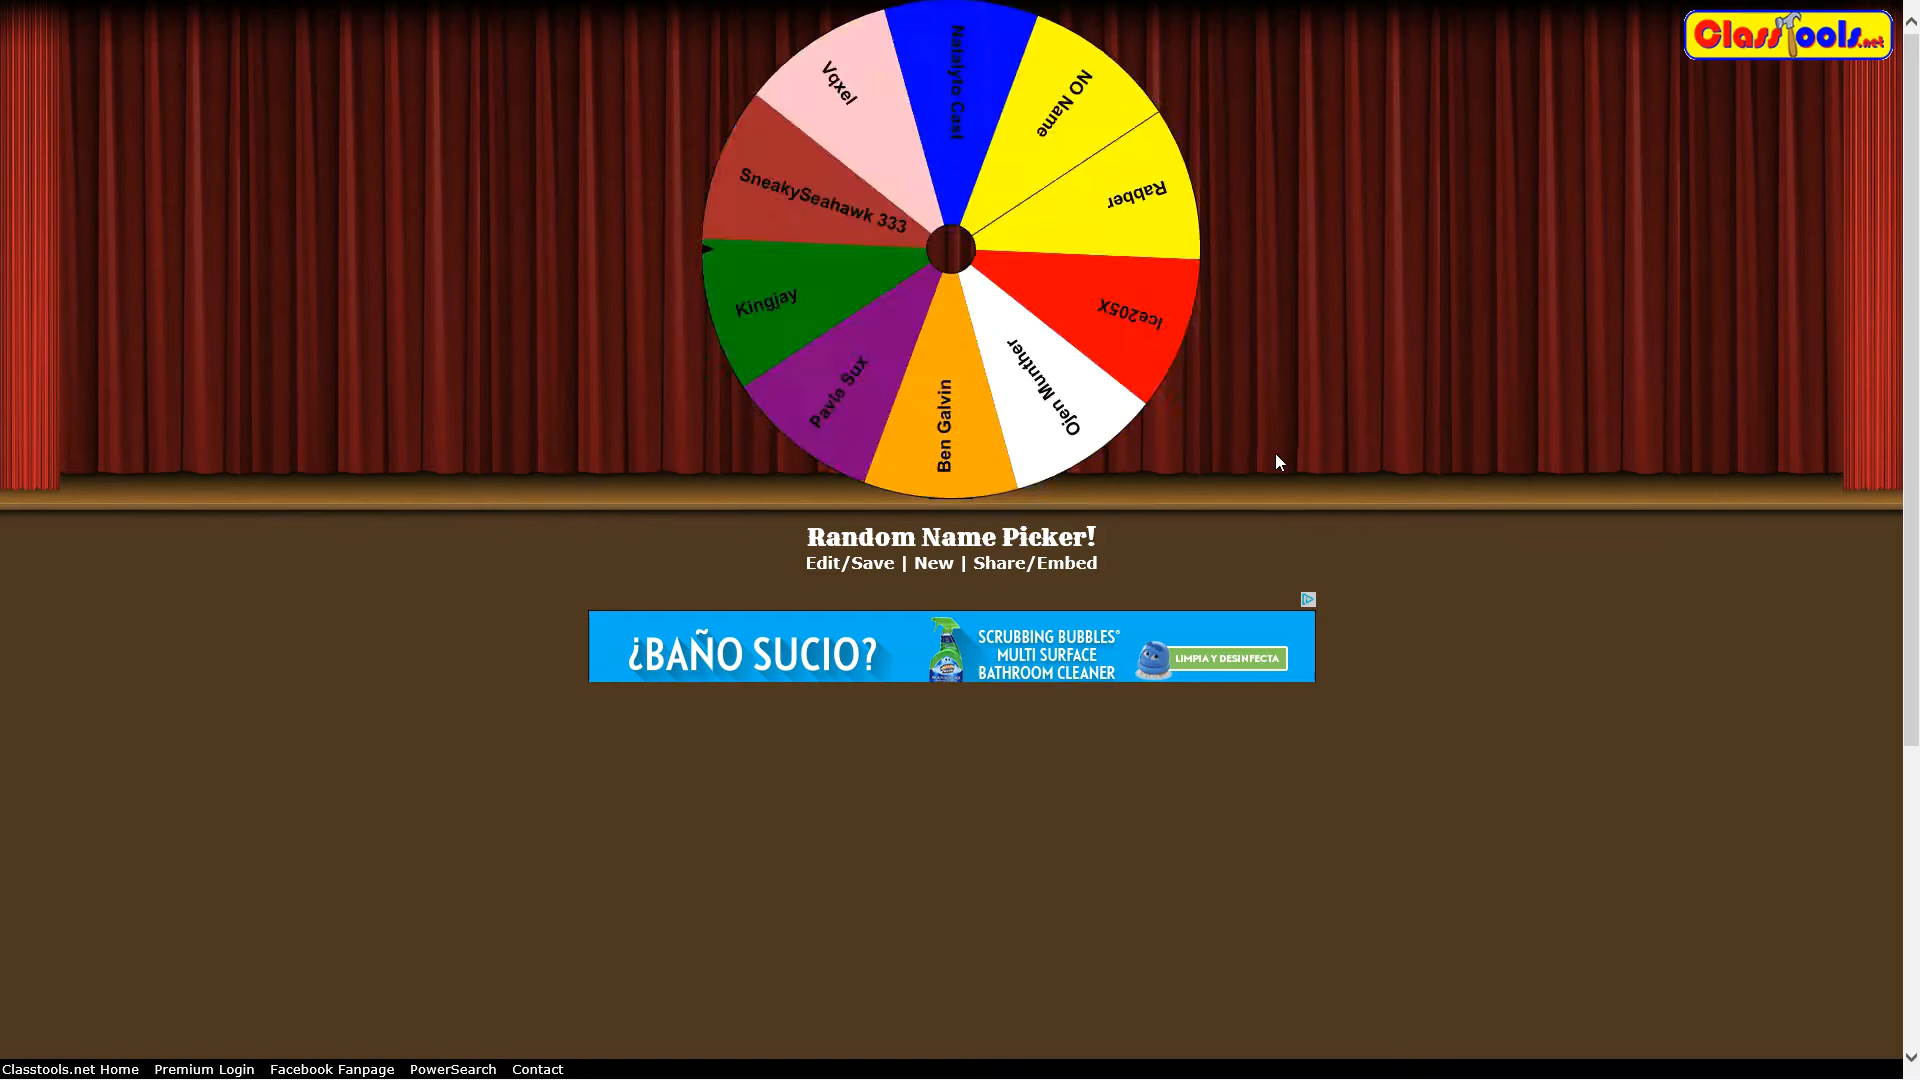 ClassTools.net
Natalyto Cast
NO Name
Vqxel
Rabber
SneakySeahawk 333
Ice205X
Kingjay
Ojen Munther
Pavle Sux
Ben Galvin
Random Name Picker!
Edit/Save | New | Share/Embed
¿BAÑO SUCIO?
SCRUBBING BUBBLES®
MULTI SURFACE
BATHROOM CLEANER
LIMPIA Y DESINFECTA
Classtools.net Home Premium Login Facebook Fanpage PowerSearch Contact